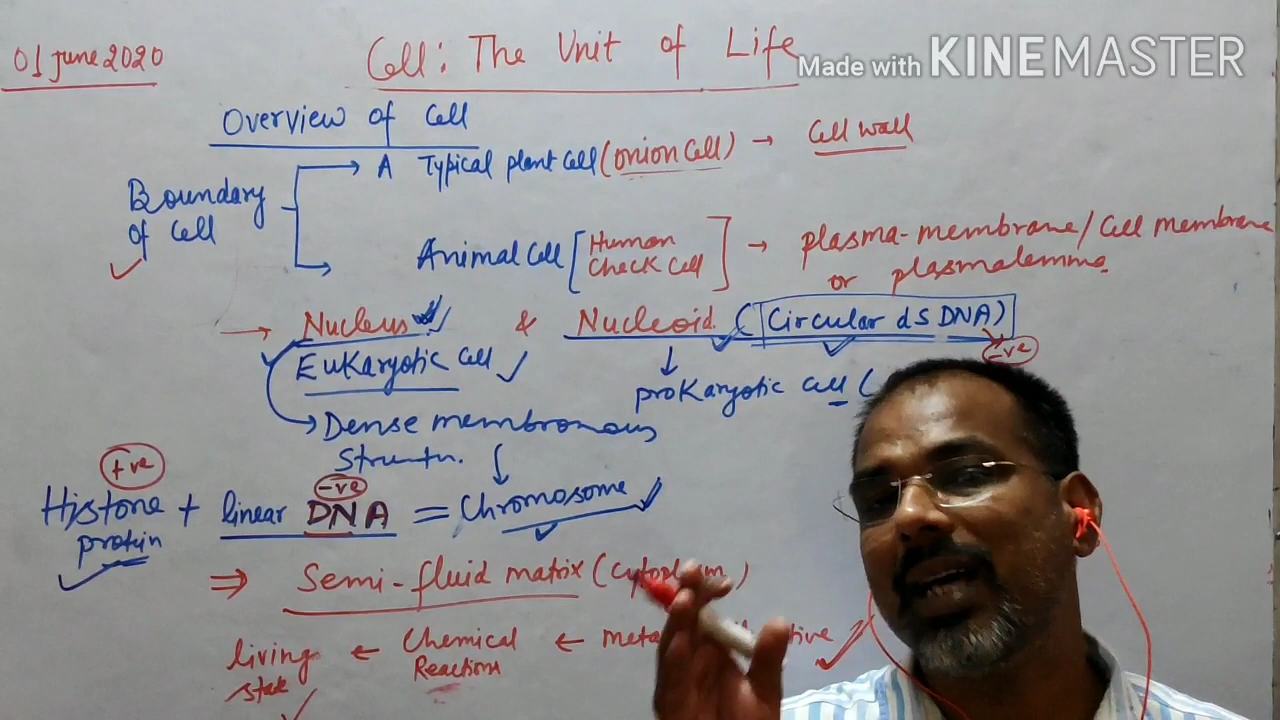 01 June 2020
Cell: The Unit of Life
Made with KINEMASTER
Overview of Cell
Boundary of Cell
A Typical plant Cell (onion Cell) → Cell wall
Animal Cell [Human Check Cell] → plasma-membrane/Cell membrane
or plasmalemma.
→ Nucleus & Nucleoid (Circular ds DNA)
-ve
Eukaryotic Cell
prokaryotic Cell (
→ Dense membranous
+ve
-ve
Histone + linear DNA = Chromosome
protein
⇒ Semi-fluid matrix (Cytoplasm)
living ← Chemical ←
state Reactions